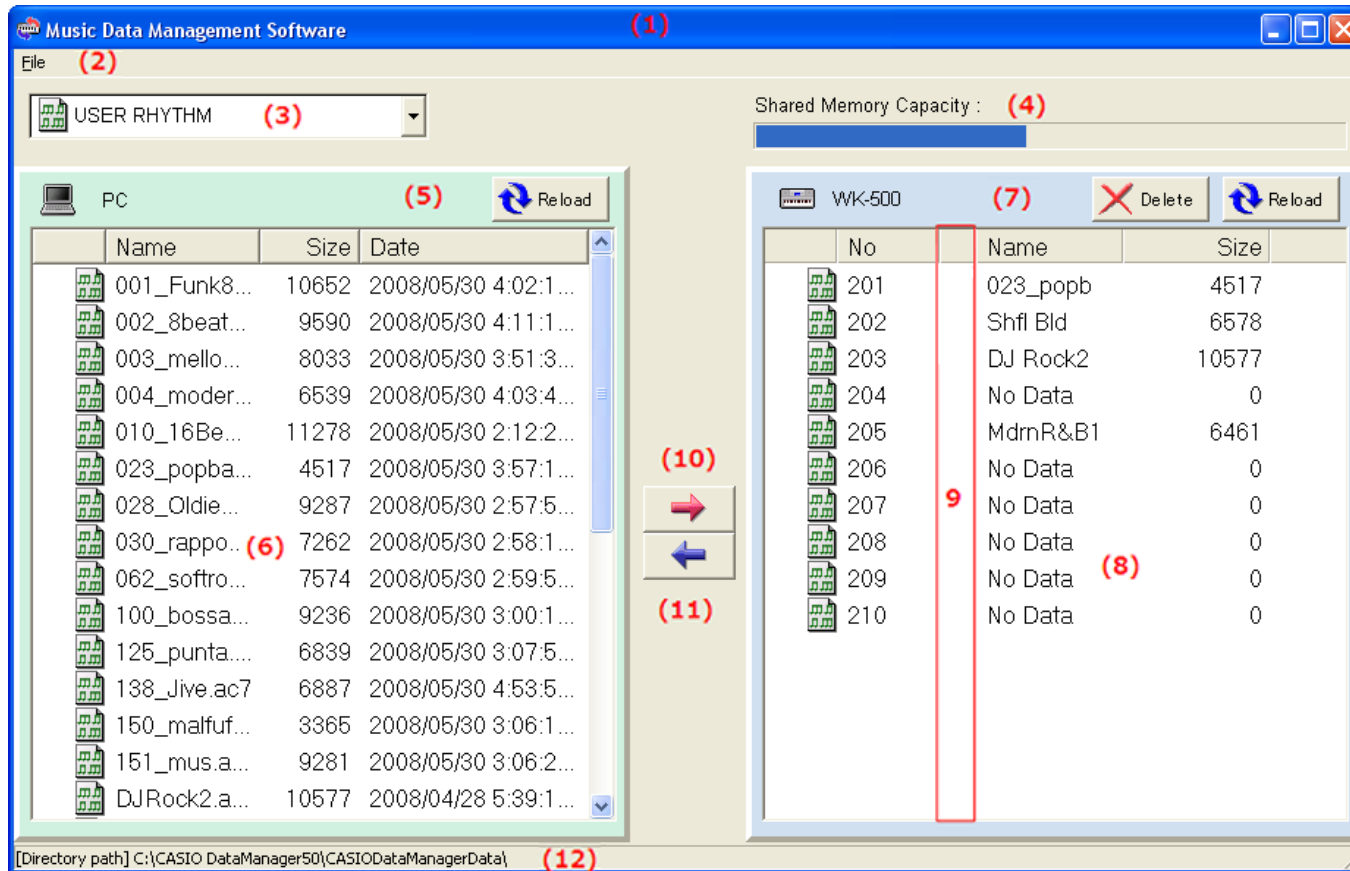 Music Data Management Software (1)
File (2)
USER RHYTHM (3)
Shared Memory Capacity : (4)
PC (5) Reload
WK-500 (7) Delete Reload
Name Size Date
001_Funk8... 10652 2008/05/30 4:02:1...
002_8beat... 9590 2008/05/30 4:11:1...
003_mello... 8033 2008/05/30 3:51:3...
004_moder... 6539 2008/05/30 4:03:4...
010_16Be... 11278 2008/05/30 2:12:2...
023_popba... 4517 2008/05/30 3:57:1...
028_Oldie... 9287 2008/05/30 2:57:5...
030_rappo.. (6) 7262 2008/05/30 2:58:1...
062_softro... 7574 2008/05/30 2:59:5...
100_bossa... 9236 2008/05/30 3:00:1...
125_punta.... 6839 2008/05/30 3:07:5...
138_Jive.ac7 6887 2008/05/30 4:53:5...
150_malfuf... 3365 2008/05/30 3:06:1...
151_mus.a... 9281 2008/05/30 3:06:2...
DJRock2.a... 10577 2008/04/28 5:39:1...
(10)
(11)
No Name Size
201 023_popb 4517
202 Shfl Bld 6578
203 DJ Rock2 10577
204 No Data 0
205 MdrnR&B1 6461
206 No Data 0
207 9 No Data 0
208 No Data 0
209 No Data (8) 0
210 No Data 0
[Directory path] C:\CASIO DataManager50\CASIODataManagerData\ (12)